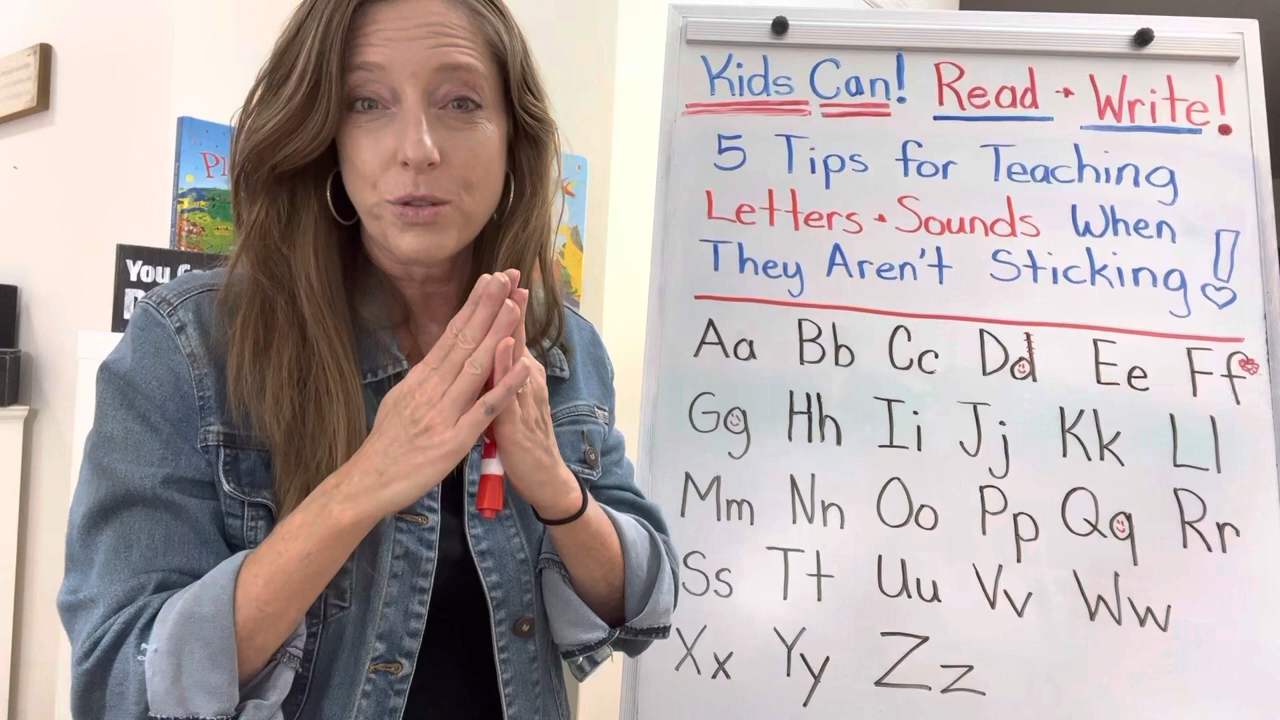 Kids Can! Read + Write!
5 Tips for Teaching
Letters + Sounds When
They Aren't Sticking!
Aa Bb Cc Dd Ee Ff
Gg Hh Ii Jj Kk Ll
Mm Nn Oo Pp Qq Rr
Ss Tt Uu Vv Ww
Xx Yy Zz
You